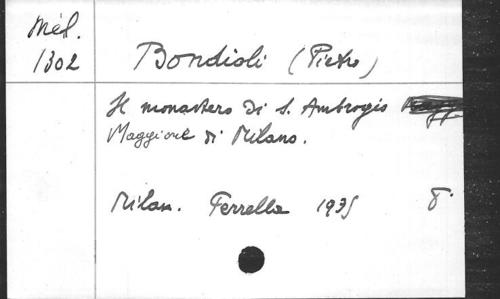 Mél.
1302
Bondioli (Pietro)
Il monastero di S. Ambrogio
Maggiore di Milano.
Milan. Ferrella 1935 8°